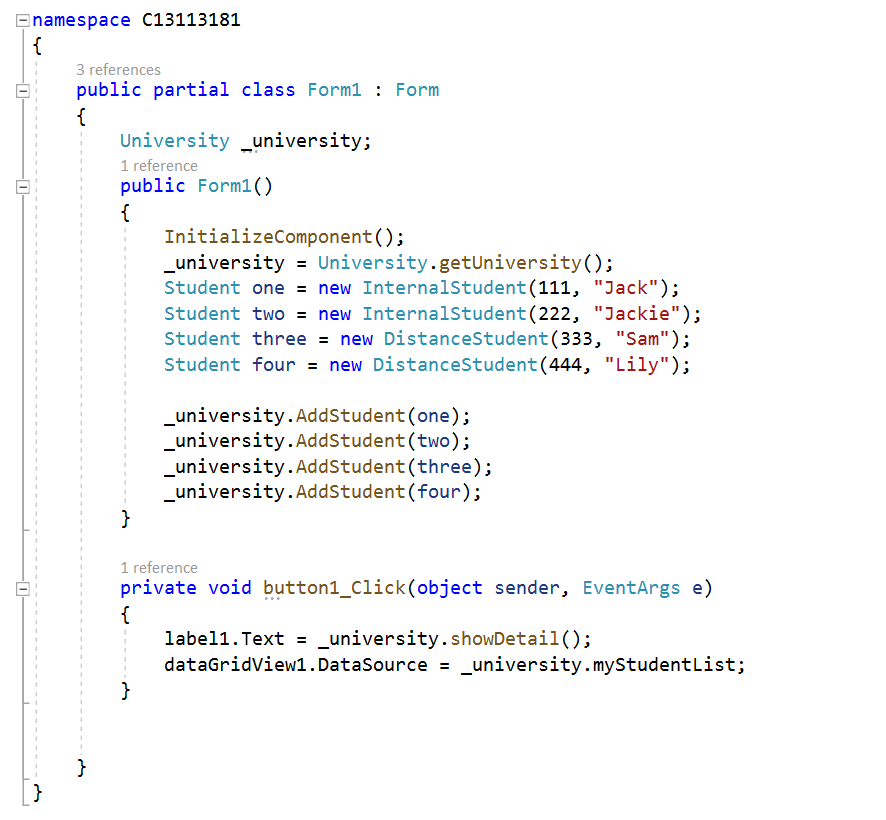 namespace C13113181
{
3 references
public partial class Form1 : Form
{
University _university;
1 reference
public Form1()
{
InitializeComponent();
_university = University.getUniversity();
Student one = new InternalStudent(111, "Jack");
Student two = new InternalStudent(222, "Jackie");
Student three = new DistanceStudent(333, "Sam");
Student four = new DistanceStudent(444, "Lily");
_university.AddStudent(one);
_university.AddStudent(two);
_university.AddStudent(three);
_university.AddStudent(four);
}
1 reference
private void button1_Click(object sender, EventArgs e)
{
label1.Text = _university.showDetail();
dataGridView1.DataSource = _university.myStudentList;
}
}
}